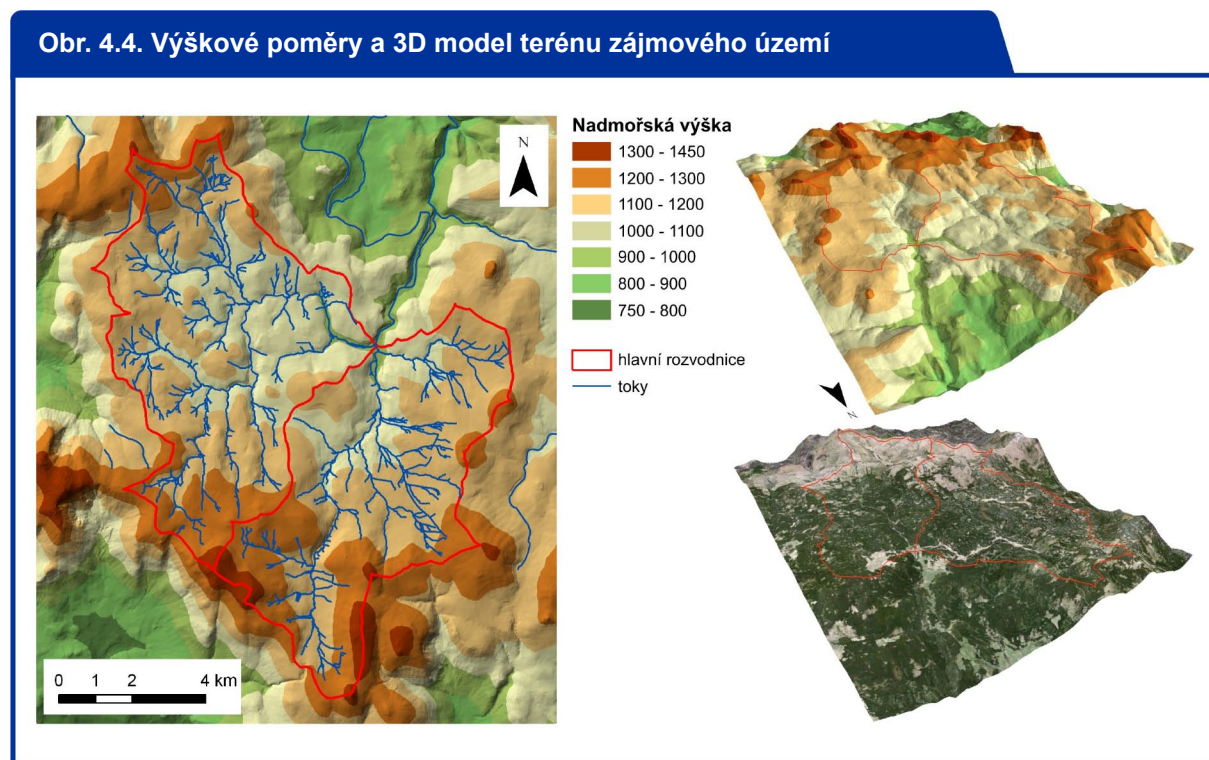 Obr. 4.4. Výškové poměry a 3D model terénu zájmového území
N
Nadmořská výška
1300 - 1450
1200 - 1300
1100 - 1200
1000 - 1100
900 - 1000
800 - 900
750 - 800
hlavní rozvodnice
toky
N
0 1 2 4 km